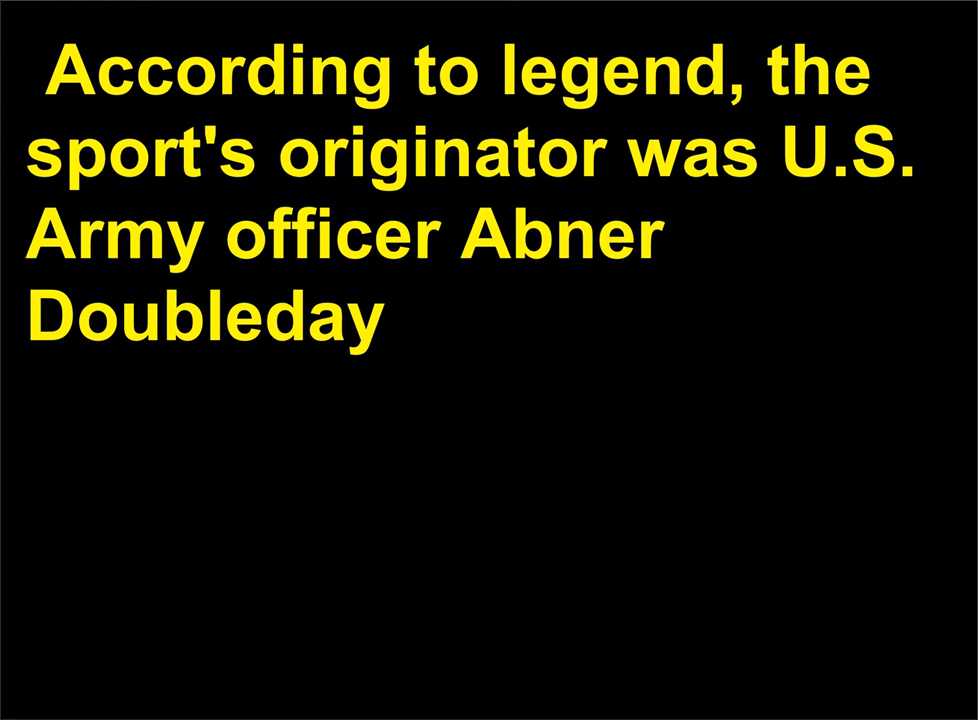 According to legend, the
sport's originator was U.S.
Army officer Abner
Doubleday